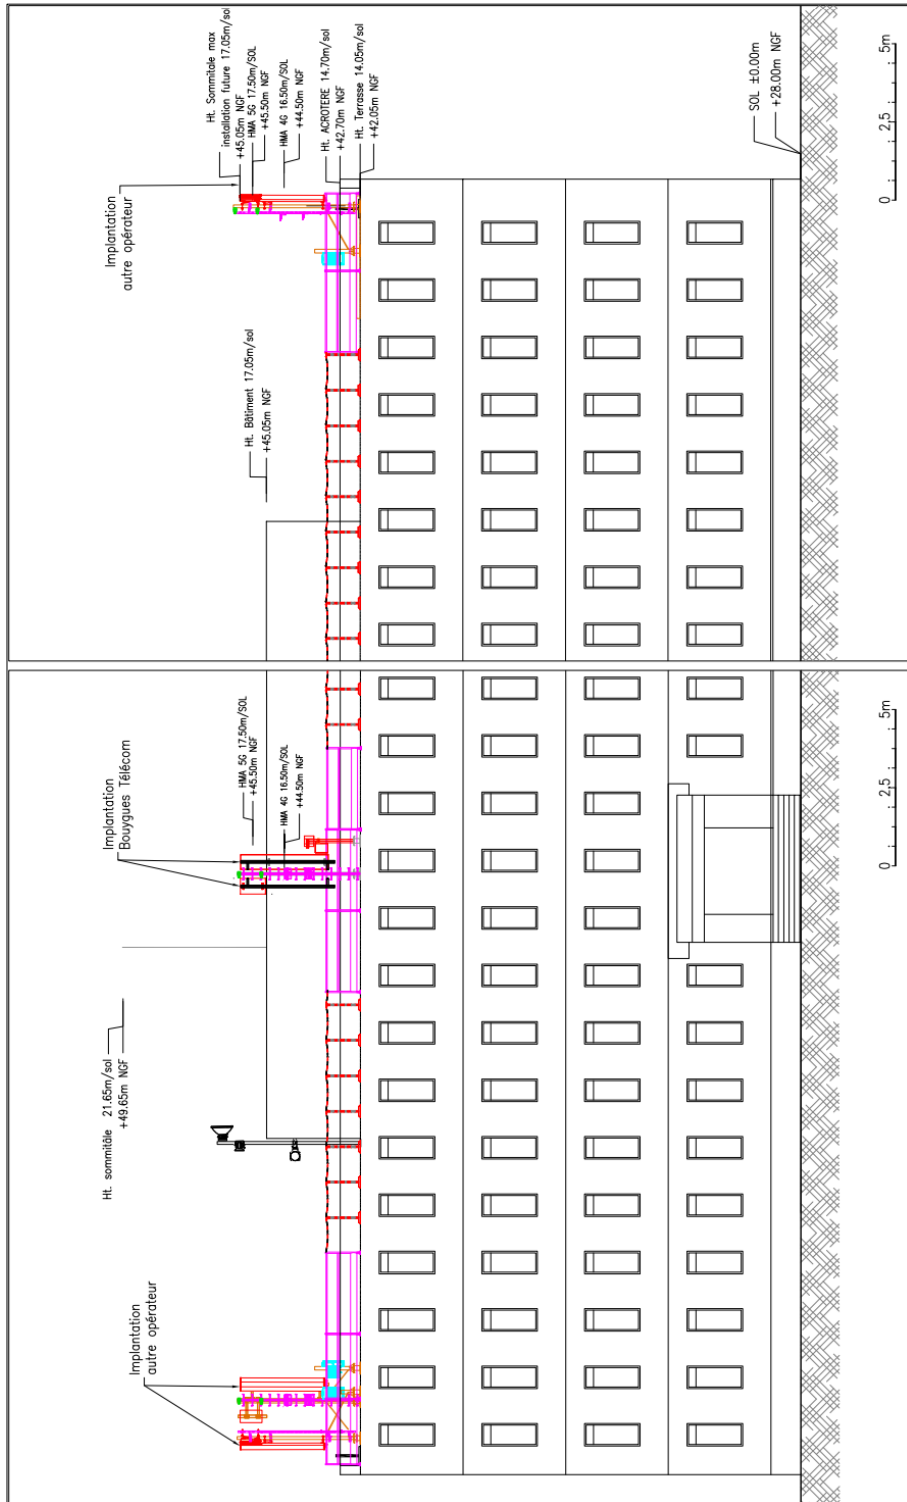 Ht. sommitâle 21.65m/sol
+49.65m NGF
Implantation
autre opérateur
Implantation
Bouygues Télécom
HMA 5G 17.50m/SOL
+45.50m NGF
HMA 4G 16.50m/SOL
+44.50m NGF
0 2,5 5m
Implantation
autre opérateur
Ht. Sommitale max
installation future 17.05m/sol
+45.05m NGF
HMA 5G 17.50m/SOL
+45.50m NGF
HMA 4G 16.50m/SOL
+44.50m NGF
Ht. ACROTERE 14.70m/sol
+42.70m NGF
Ht. Terrasse 14.05m/sol
+42.05m NGF
Ht. Bâtiment 17.05m/sol
+45.05m NGF
SOL ±0.00m
+28.00m NGF
0 2,5 5m